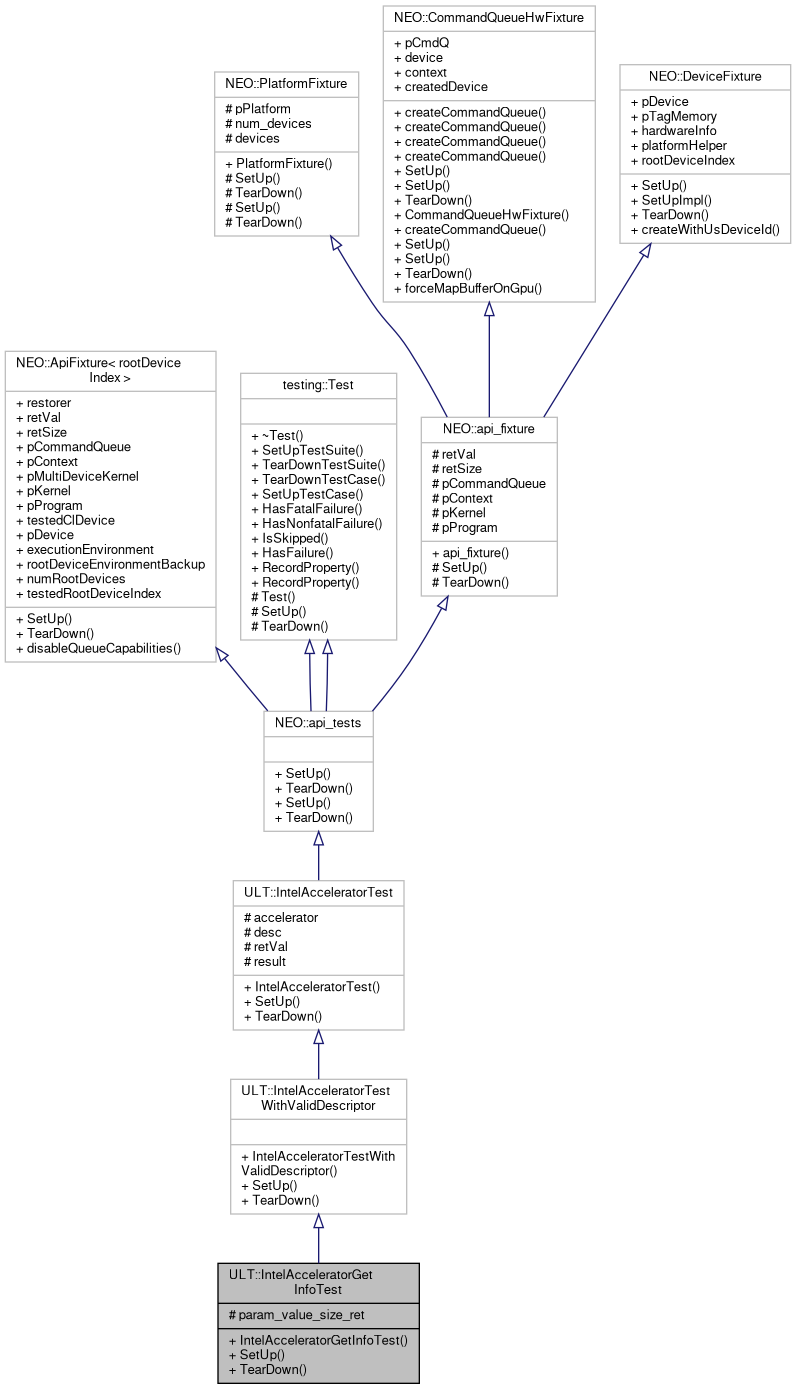 NEO::CommandQueueHwFixture
+ pCmdQ
+ device
+ context
+ createdDevice
+ createCommandQueue()
+ createCommandQueue()
+ createCommandQueue()
+ createCommandQueue()
+ SetUp()
+ SetUp()
+ TearDown()
+ CommandQueueHwFixture()
+ createCommandQueue()
+ SetUp()
+ SetUp()
+ TearDown()
+ forceMapBufferOnGpu()
NEO::PlatformFixture
# pPlatform
# num_devices
# devices
+ PlatformFixture()
# SetUp()
# TearDown()
# SetUp()
# TearDown()
NEO::DeviceFixture
+ pDevice
+ pTagMemory
+ hardwareInfo
+ platformHelper
+ rootDeviceIndex
+ SetUp()
+ SetUpImpl()
+ TearDown()
+ createWithUsDeviceId()
NEO::ApiFixture< rootDevice
Index >
+ restorer
+ retVal
+ retSize
+ pCommandQueue
+ pContext
+ pMultiDeviceKernel
+ pKernel
+ pProgram
+ testedClDevice
+ pDevice
+ executionEnvironment
+ rootDeviceEnvironmentBackup
+ numRootDevices
+ testedRootDeviceIndex
+ SetUp()
+ TearDown()
+ disableQueueCapabilities()
testing::Test
+ ~Test()
+ SetUpTestSuite()
+ TearDownTestSuite()
+ TearDownTestCase()
+ SetUpTestCase()
+ HasFatalFailure()
+ HasNonfatalFailure()
+ IsSkipped()
+ HasFailure()
+ RecordProperty()
+ RecordProperty()
# Test()
# SetUp()
# TearDown()
NEO::api_fixture
# retVal
# retSize
# pCommandQueue
# pContext
# pKernel
# pProgram
+ api_fixture()
# SetUp()
# TearDown()
NEO::api_tests
+ SetUp()
+ TearDown()
+ SetUp()
+ TearDown()
ULT::IntelAcceleratorTest
# accelerator
# desc
# retVal
# result
+ IntelAcceleratorTest()
+ SetUp()
+ TearDown()
ULT::IntelAcceleratorTest
WithValidDescriptor
+ IntelAcceleratorTestWith
ValidDescriptor()
+ SetUp()
+ TearDown()
ULT::IntelAcceleratorGet
InfoTest
# param_value_size_ret
+ IntelAcceleratorGetInfoTest()
+ SetUp()
+ TearDown()